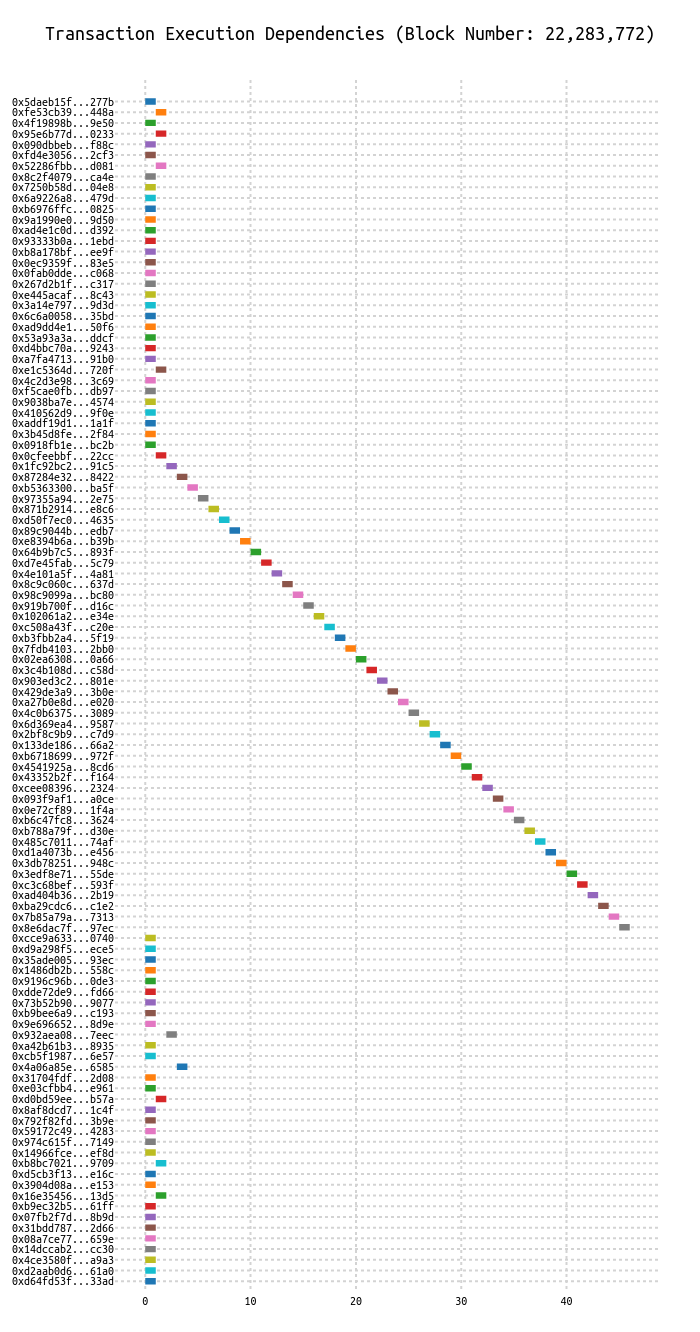 Transaction Execution Dependencies (Block Number: 22,283,772)
0x5daeb15f...277b
0xfe53cb39...448a
0x4f19898b...9e50
0x95e6b77d...0233
0x090dbbeb...f88c
0xfd4e3056...2cf3
0x52286fbb...d081
0x8c2f4079...ca4e
0x7250b58d...04e8
0x6a9226a8...479d
0xb6976ffc...0825
0x9a1990e0...9d50
0xad4e1c0d...d392
0x93333b0a...1ebd
0xb8a178bf...ee9f
0x0ec9359f...83e5
0x0fab0dde...c068
0x267d2b1f...c317
0xe445acaf...8c43
0x3a14e797...9d3d
0x6c6a0058...35bd
0xad9dd4e1...50f6
0x53a93a3a...ddcf
0xd4bbc70a...9243
0xa7fa4713...91b0
0xe1c5364d...720f
0x4c2d3e98...3c69
0xf5cae0fb...db97
0x9038ba7e...4574
0x410562d9...9f0e
0xaddf19d1...1a1f
0x3b45d8fe...2f84
0x0918fb1e...bc2b
0x0cfeebbf...22cc
0x1fc92bc2...91c5
0x87284e32...8422
0xb5363300...ba5f
0x97355a94...2e75
0x871b2914...e8c6
0xd50f7ec0...4635
0x89c9044b...edb7
0xe8394b6a...b39b
0x64b9b7c5...893f
0xd7e45fab...5c79
0x4e101a5f...4a81
0x8c9c060c...637d
0x98c9099a...bc80
0x919b700f...d16c
0x102061a2...e34e
0xc508a43f...c20e
0xb3fbb2a4...5f19
0x7fdb4103...2bb0
0x02ea6308...0a66
0x3c4b108d...c58d
0x903ed3c2...801e
0x429de3a9...3b0e
0xa27b0e8d...e020
0x4c0b6375...3089
0x6d369ea4...9587
0x2bf8c9b9...c7d9
0x133de186...66a2
0xb6718699...972f
0x4541925a...8cd6
0x43352b2f...f164
0xcee08396...2324
0x093f9af1...a0ce
0x0e72cf89...1f4a
0xb6c47fc8...3624
0xb788a79f...d30e
0x485c7011...74af
0xd1a4073b...e456
0x3db78251...948c
0x3edf8e71...55de
0xc3c68bef...593f
0xad404b36...2b19
0xba29cdc6...c1e2
0x7b85a79a...7313
0x8e6dac7f...97ec
0xcce9a633...0740
0xd9a298f5...ece5
0x35ade005...93ec
0x1486db2b...558c
0x9196c96b...0de3
0xdde72de9...fd66
0x73b52b90...9077
0xb9bee6a9...c193
0x9e696652...8d9e
0x932aea08...7eec
0xa42b61b3...8935
0xcb5f1987...6e57
0x4a06a85e...6585
0x31704fdf...2d08
0xe03cfbb4...e961
0xd0bd59ee...b57a
0x8af8dcd7...1c4f
0x792f82fd...3b9e
0x59172c49...4283
0x974c615f...7149
0x14966fce...ef8d
0xb8bc7021...9709
0xd5cb3f13...e16c
0x3904d08a...e153
0x16e35456...13d5
0xb9ec32b5...61ff
0x07fb2f7d...8b9d
0x31bdd787...2d66
0x08a7ce77...659e
0x14dccab2...cc30
0x4ce3580f...a9a3
0xd2aab0d6...61a0
0xd64fd53f...33ad
0 10 20 30 40